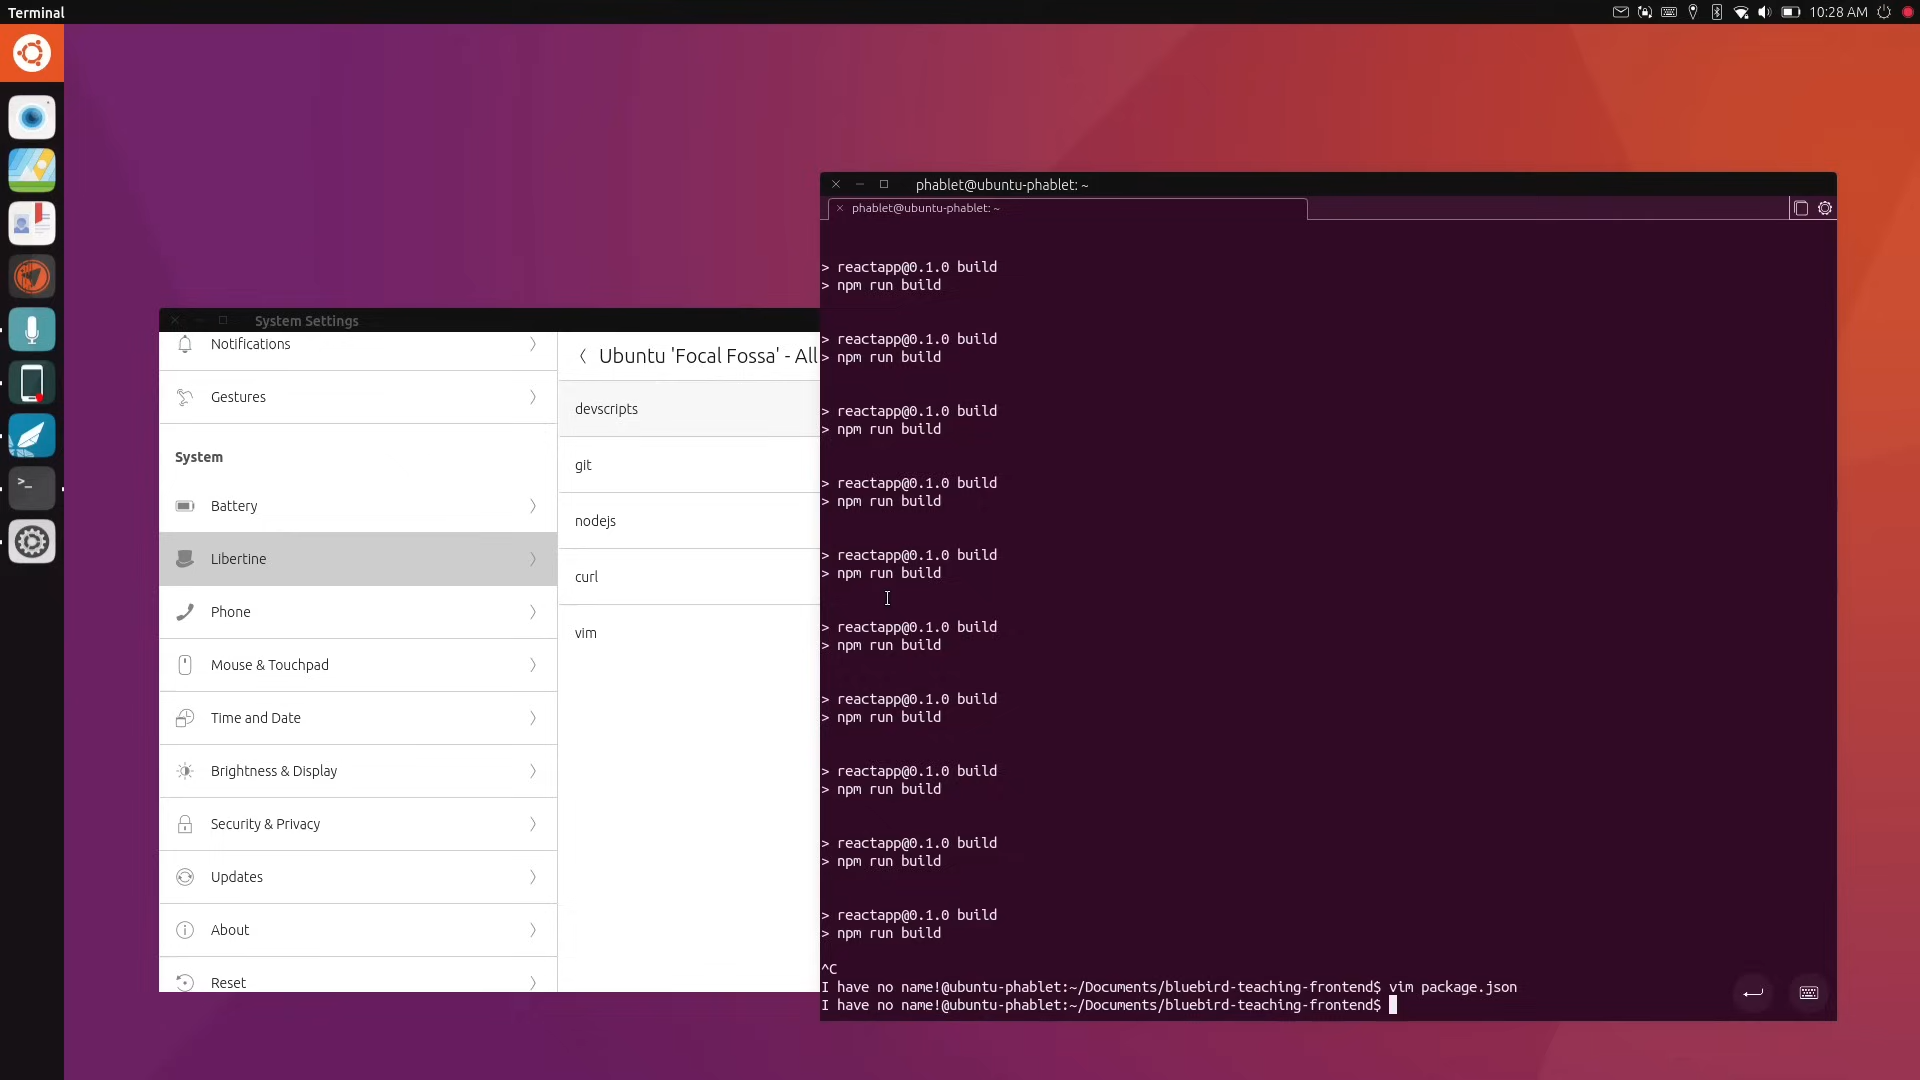 Terminal
10:28 AM
System Settings
Notifications
Gestures
System
Battery
Libertine
Phone
Mouse & Touchpad
Time and Date
Brightness & Display
Security & Privacy
Updates
About
Reset
Ubuntu 'Focal Fossa' - All
devscripts
git
nodejs
curl
vim
phablet@ubuntu-phablet: ~
phablet@ubuntu-phablet: ~
> reactapp@0.1.0 build
> npm run build
> reactapp@0.1.0 build
> npm run build
> reactapp@0.1.0 build
> npm run build
> reactapp@0.1.0 build
> npm run build
> reactapp@0.1.0 build
> npm run build
> reactapp@0.1.0 build
> npm run build
> reactapp@0.1.0 build
> npm run build
> reactapp@0.1.0 build
> npm run build
> reactapp@0.1.0 build
> npm run build
> reactapp@0.1.0 build
> npm run build
^C
I have no name!@ubuntu-phablet:~/Documents/bluebird-teaching-frontend$ vim package.json
I have no name!@ubuntu-phablet:~/Documents/bluebird-teaching-frontend$